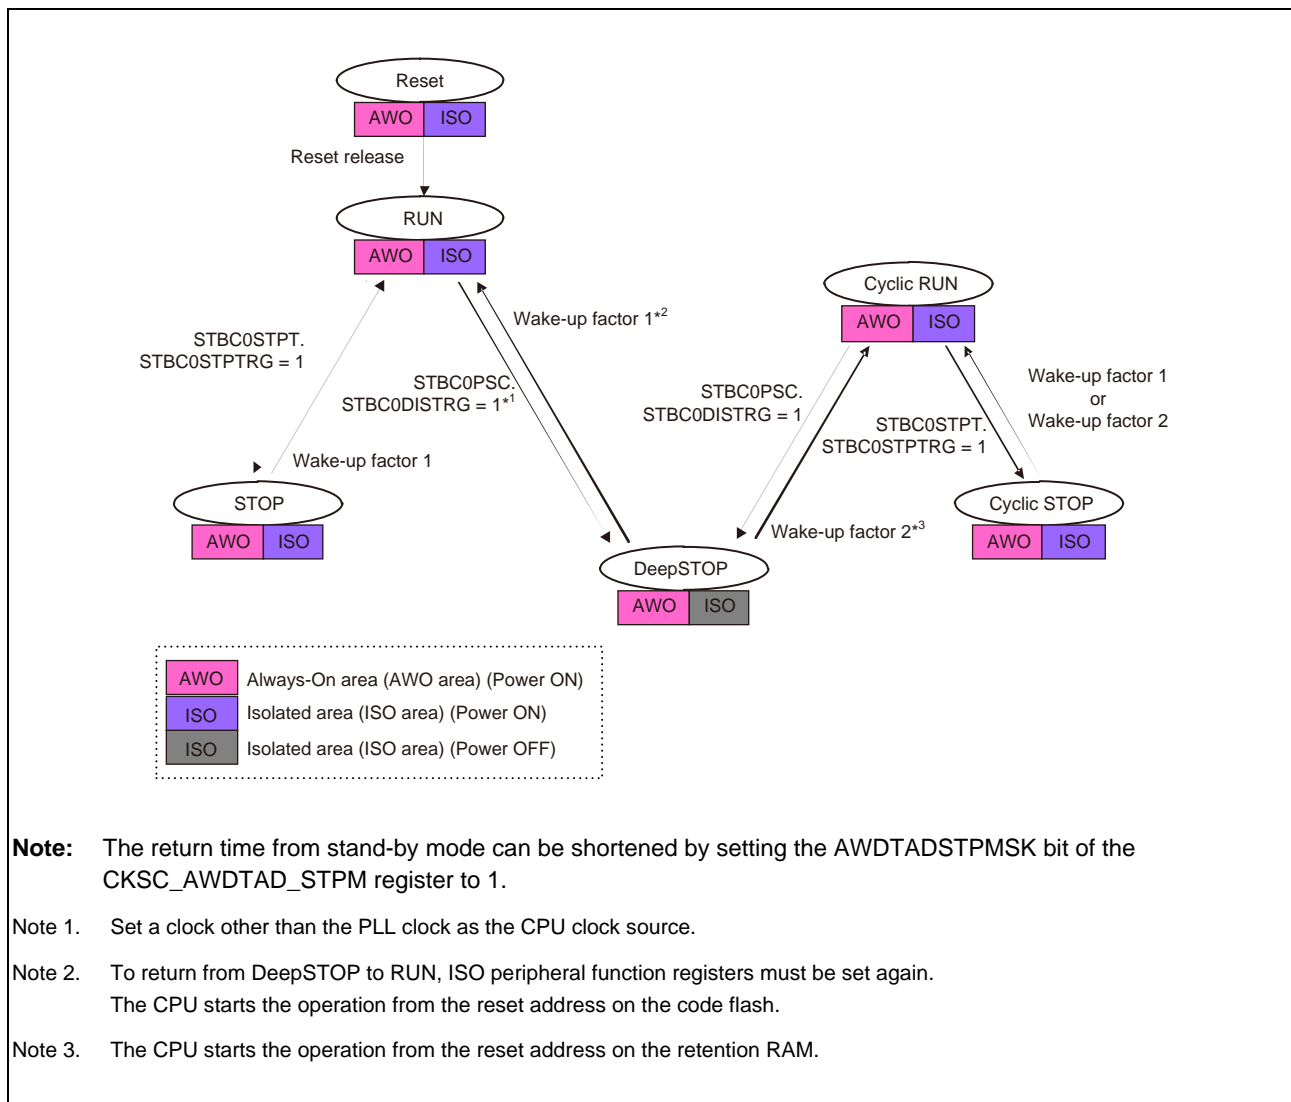 Reset
AWO ISO
Reset release
RUN
AWO ISO
Cyclic RUN
AWO ISO
Wake-up factor 1*2
STBC0STPT.
STBC0STPTRG = 1
STBC0PSC.
STBC0DISTRG = 1*1
STBC0PSC.
STBC0DISTRG = 1
Wake-up factor 1
or
Wake-up factor 2
STBC0STPT.
STBC0STPTRG = 1
Wake-up factor 1
STOP
AWO ISO
Cyclic STOP
AWO ISO
Wake-up factor 2*3
DeepSTOP
AWO ISO
AWO Always-On area (AWO area) (Power ON)
ISO Isolated area (ISO area) (Power ON)
ISO Isolated area (ISO area) (Power OFF)
Note: The return time from stand-by mode can be shortened by setting the AWDTADSTPMSK bit of the
CKSC_AWDTAD_STPM register to 1.
Note 1. Set a clock other than the PLL clock as the CPU clock source.
Note 2. To return from DeepSTOP to RUN, ISO peripheral function registers must be set again.
The CPU starts the operation from the reset address on the code flash.
Note 3. The CPU starts the operation from the reset address on the retention RAM.